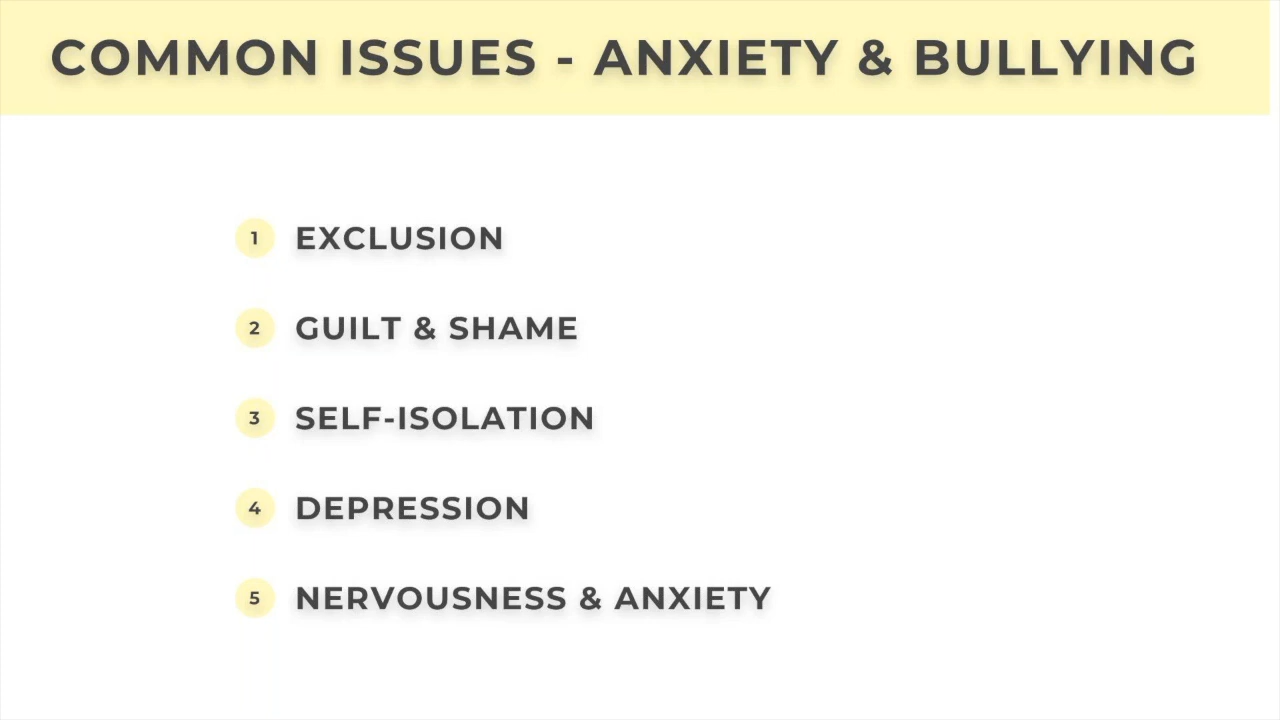 COMMON ISSUES - ANXIETY & BULLYING
1 EXCLUSION
2 GUILT & SHAME
3 SELF-ISOLATION
4 DEPRESSION
5 NERVOUSNESS & ANXIETY